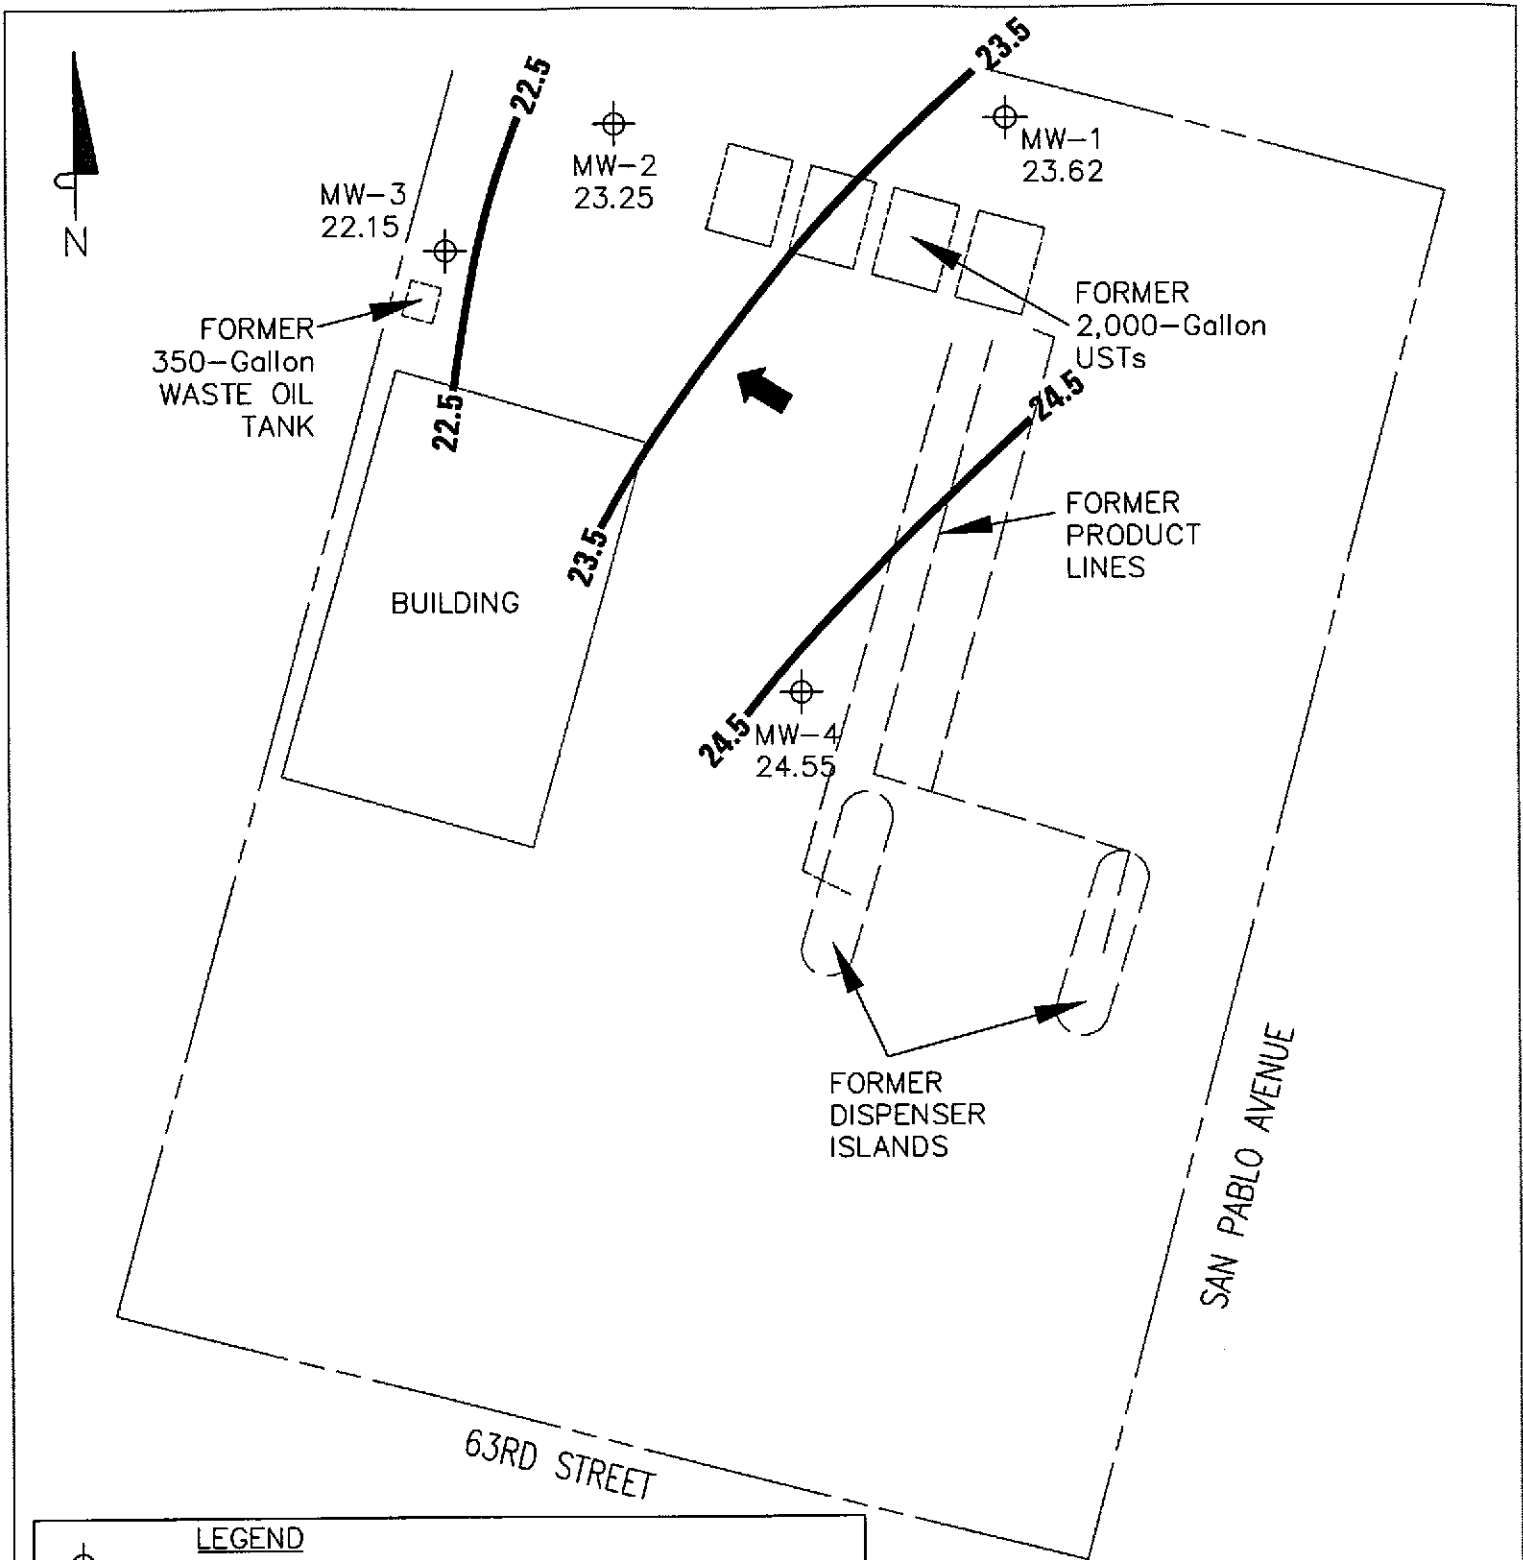 23.5
22.5
MW-1
23.62
MW-2
23.25
MW-3
22.15
N
FORMER
2,000-Gallon
USTs
FORMER
350-Gallon
WASTE OIL
TANK
24.5
22.5
FORMER
PRODUCT
LINES
23.5
BUILDING
24.5
MW-4
24.55
FORMER
DISPENSER
ISLANDS
SAN PABLO AVENUE
63RD STREET
LEGEND